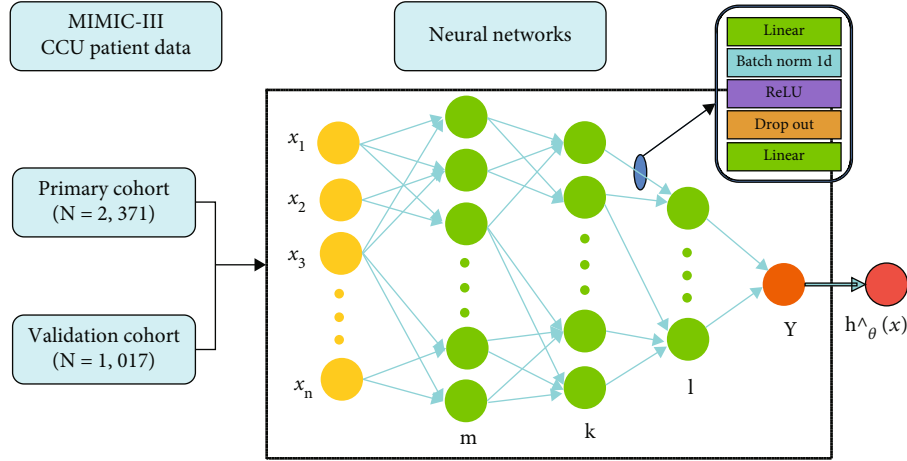 MIMIC-III
CCU patient data
Neural networks
Linear
Batch norm 1d
ReLU
Drop out
Linear
Primary cohort
(N = 2, 371)
Validation cohort
(N = 1, 017)
x1
x2
x3
xn
m
k
l
Y
h^θ (x)